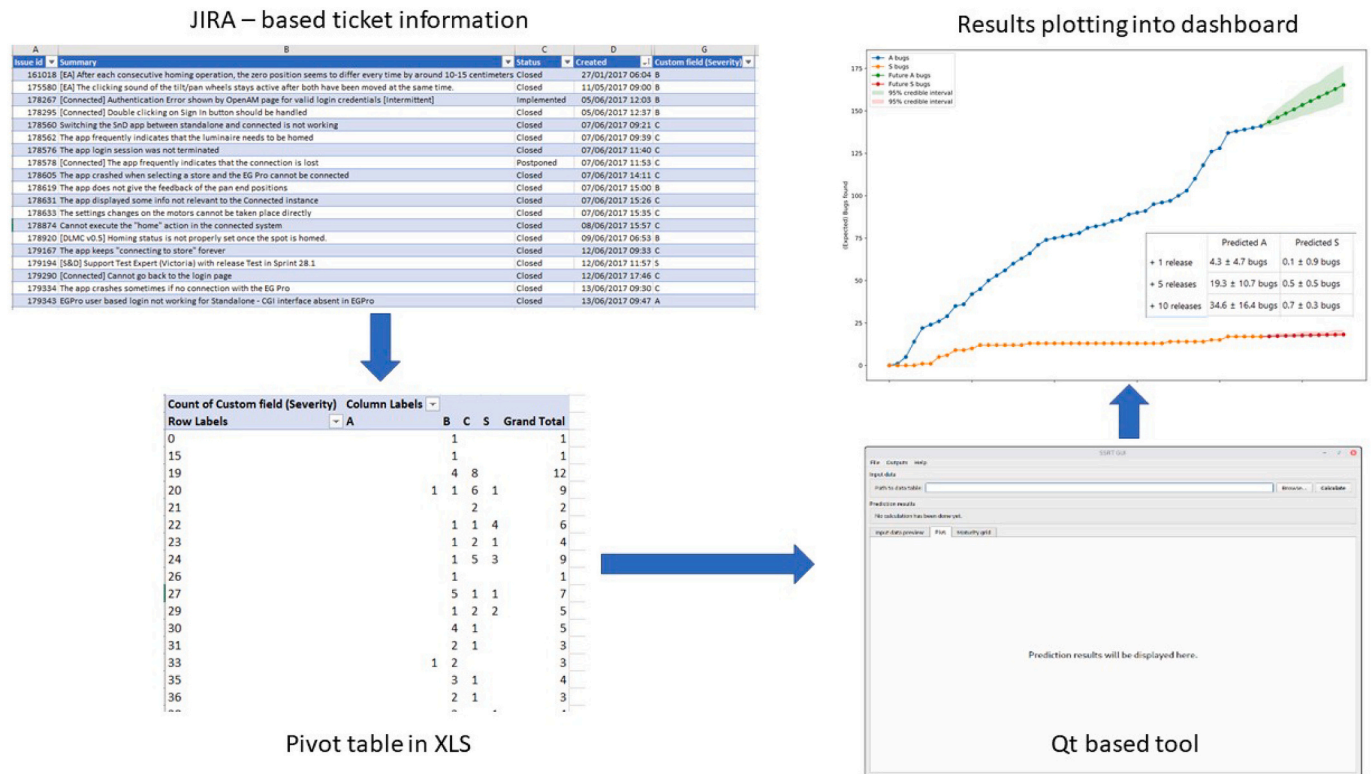 JIRA – based ticket information
A B C D G
Issue id Summary Status Created Custom field (Severity)
161018 [EA] After each consecutive homing operation, the zero position seems to differ every time by around 10-15 centimeters Closed 27/01/2017 06:04 B
175580 [EA] The clicking sound of the tilt/pan wheels stays active after both have been moved at the same time. Closed 11/05/2017 09:00 B
178267 [Connected] Authentication Error shown by OpenAM page for valid login credentials [Intermittent] Implemented 05/06/2017 12:03 B
178295 [Connected] Double clicking on Sign In button should be handled Closed 05/06/2017 12:37 B
178560 Switching the SnD app between standalone and connected is not working Closed 07/06/2017 09:21 C
178562 The app frequently indicates that the luminaire needs to be homed Closed 07/06/2017 09:39 C
178576 The app login session was not terminated Closed 07/06/2017 11:40 C
178578 [Connected] The app frequently indicates that the connection is lost Postponed 07/06/2017 11:53 C
178605 The app crashed when selecting a store and the EG Pro cannot be connected Closed 07/06/2017 14:11 C
178619 The app does not give the feedback of the pan end positions Closed 07/06/2017 15:00 B
178631 The app displayed some info not relevant to the Connected instance Closed 07/06/2017 15:26 C
178633 The settings changes on the motors cannot be taken place directly Closed 07/06/2017 15:35 C
178874 Cannot execute the "home" action in the connected system Closed 08/06/2017 15:57 C
178920 [DLMC v0.5] Homing status is not properly set once the spot is homed. Closed 09/06/2017 06:53 B
179167 The app keeps "connecting to store" forever Closed 12/06/2017 09:33 C
179194 [S&D] Support Test Expert (Victoria) with release Test in Sprint 28.1 Closed 12/06/2017 11:57 S
179290 [Connected] Cannot go back to the login page Closed 12/06/2017 17:46 C
179334 The app crashes sometimes if no connection with the EG Pro Closed 13/06/2017 09:30 C
179343 EGPro user based login not working for Standalone - CGI interface absent in EGPro Closed 13/06/2017 09:47 A
Count of Custom field (Severity) Column Labels
Row Labels A B C S Grand Total
0 1 1
15 1 1
19 4 8 12
20 1 1 6 1 9
21 2 2
22 1 1 4 6
23 1 2 1 4
24 1 5 3 9
26 1 1
27 5 1 1 7
29 1 2 2 5
30 4 1 5
31 2 1 3
33 1 2 3
35 3 1 4
36 2 1 3
Pivot table in XLS
Results plotting into dashboard
A bugs
S bugs
Future A bugs
Future S bugs
95% credible interval
95% credible interval
175
150
125
100
75
50
25
0
(Expected) Bugs found
Predicted A Predicted S
+ 1 release 4.3 ± 4.7 bugs 0.1 ± 0.9 bugs
+ 5 releases 19.3 ± 10.7 bugs 0.5 ± 0.5 bugs
+ 10 releases 34.6 ± 16.4 bugs 0.7 ± 0.3 bugs
GUI
File Outputs Help
Input data
Path to data table: Browse... Calculate
Prediction results
No calculation has been done yet.
Input data preview Plot Maturity grid
Prediction results will be displayed here.
Qt based tool